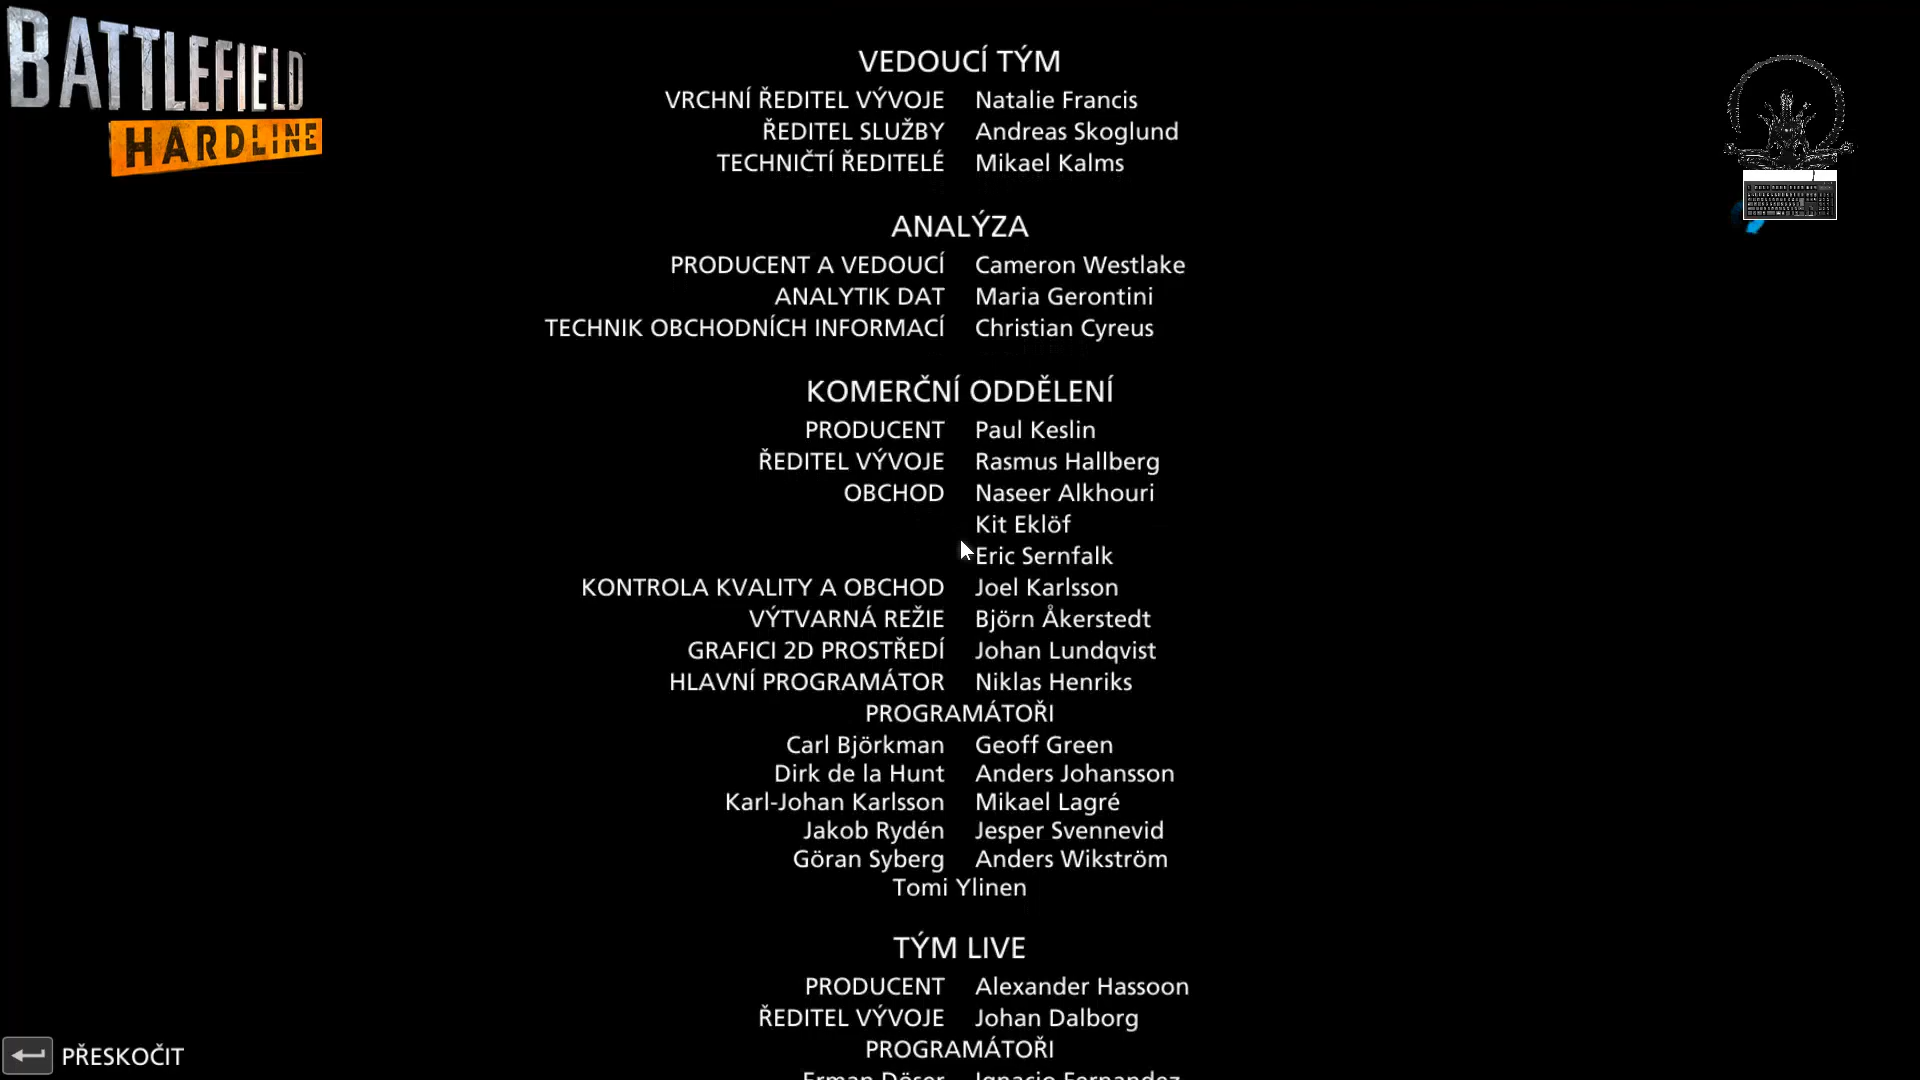 BATTLEFIELD
HARDLINE
VEDOUCÍ TÝM
VRCHNÍ ŘEDITEL VÝVOJE Natalie Francis
ŘEDITEL SLUŽBY Andreas Skoglund
TECHNIČTÍ ŘEDITELÉ Mikael Kalms
ANALÝZA
PRODUCENT A VEDOUCÍ Cameron Westlake
ANALYTIK DAT Maria Gerontini
TECHNIK OBCHODNÍCH INFORMACÍ Christian Cyreus
KOMERČNÍ ODDĚLENÍ
PRODUCENT Paul Keslin
ŘEDITEL VÝVOJE Rasmus Hallberg
OBCHOD Naseer Alkhouri
Kit Eklöf
Eric Sernfalk
KONTROLA KVALITY A OBCHOD Joel Karlsson
VÝTVARNÁ REŽIE Björn Åkerstedt
GRAFICI 2D PROSTŘEDÍ Johan Lundqvist
HLAVNÍ PROGRAMÁTOR Niklas Henriks
PROGRAMÁTOŘI
Carl Björkman Geoff Green
Dirk de la Hunt Anders Johansson
Karl-Johan Karlsson Mikael Lagré
Jakob Rydén Jesper Svennevid
Göran Syberg Anders Wikström
Tomi Ylinen
TÝM LIVE
PRODUCENT Alexander Hassoon
ŘEDITEL VÝVOJE Johan Dalborg
PROGRAMÁTOŘI
Erman Döser Ignacio Fernandez
PŘESKOČIT